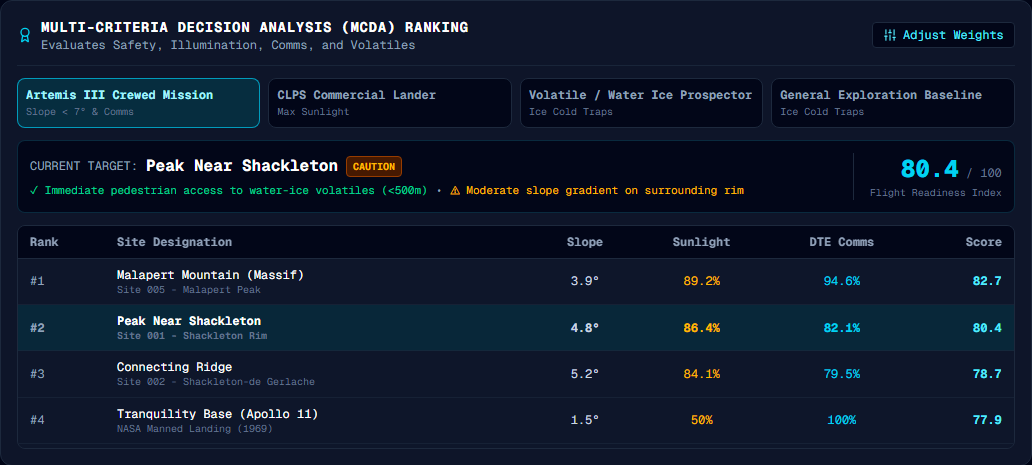 MULTI-CRITERIA DECISION ANALYSIS (MCDA) RANKING
Evaluates Safety, Illumination, Comms, and Volatiles
Adjust Weights
Artemis III Crewed Mission
Slope < 7° & Comms
CLPS Commercial Lander
Max Sunlight
Volatile / Water Ice Prospector
Ice Cold Traps
General Exploration Baseline
Ice Cold Traps
CURRENT TARGET: Peak Near Shackleton CAUTION
✓ Immediate pedestrian access to water-ice volatiles (<500m) • ⚠ Moderate slope gradient on surrounding rim
80.4 / 100
Flight Readiness Index
Rank Site Designation Slope Sunlight DTE Comms Score
#1 Malapert Mountain (Massif) 3.9° 89.2% 94.6% 82.7
Site 005 - Malapert Peak
#2 Peak Near Shackleton 4.8° 86.4% 82.1% 80.4
Site 001 - Shackleton Rim
#3 Connecting Ridge 5.2° 84.1% 79.5% 78.7
Site 002 - Shackleton-de Gerlache
#4 Tranquility Base (Apollo 11) 1.5° 50% 100% 77.9
NASA Manned Landing (1969)